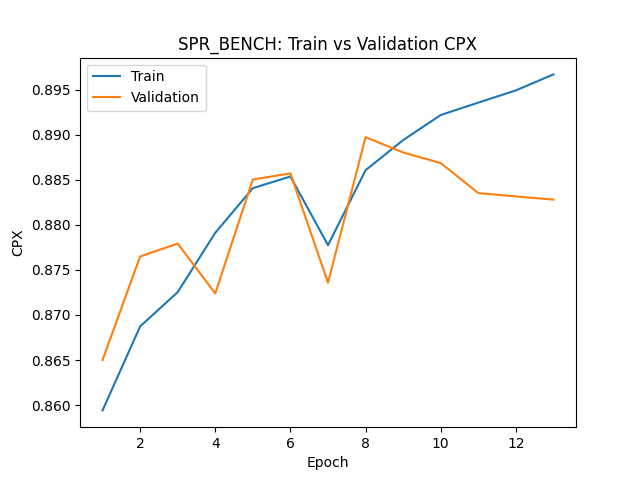 SPR_BENCH: Train vs Validation CPX
Train
Validation
CPX
0.895
0.890
0.885
0.880
0.875
0.870
0.865
0.860
2 4 6 8 10 12
Epoch